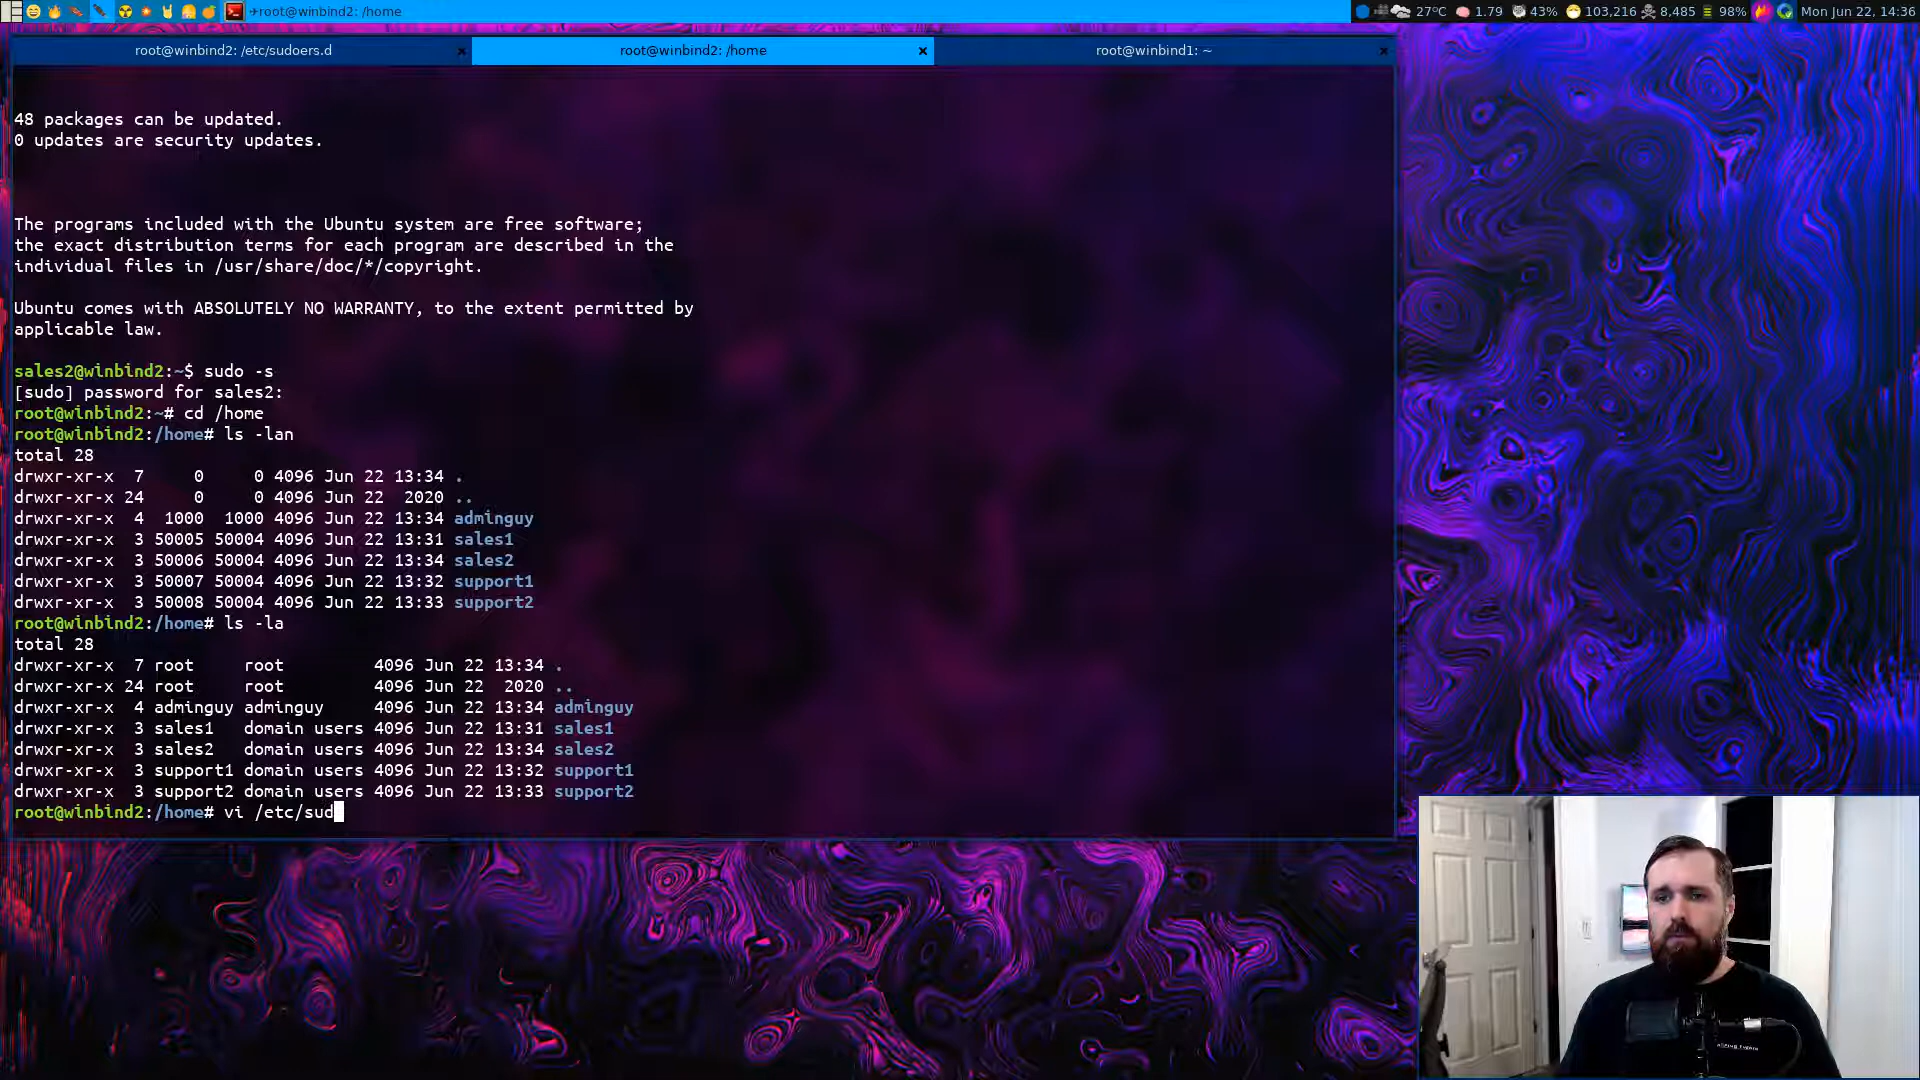 ✈root@winbind2: /home
27°C 1.79 43% 103,216 8,485 98% Mon Jun 22, 14:36
root@winbind2: /etc/sudoers.d × root@winbind2: /home × root@winbind1: ~ ×
48 packages can be updated.
0 updates are security updates.
The programs included with the Ubuntu system are free software;
the exact distribution terms for each program are described in the
individual files in /usr/share/doc/*/copyright.
Ubuntu comes with ABSOLUTELY NO WARRANTY, to the extent permitted by
applicable law.
sales2@winbind2:~$ sudo -s
[sudo] password for sales2:
root@winbind2:~# cd /home
root@winbind2:/home# ls -lan
total 28
drwxr-xr-x  7     0     0 4096 Jun 22 13:34 .
drwxr-xr-x 24     0     0 4096 Jun 22  2020 ..
drwxr-xr-x  4  1000  1000 4096 Jun 22 13:34 adminguy
drwxr-xr-x  3 50005 50004 4096 Jun 22 13:31 sales1
drwxr-xr-x  3 50006 50004 4096 Jun 22 13:34 sales2
drwxr-xr-x  3 50007 50004 4096 Jun 22 13:32 support1
drwxr-xr-x  3 50008 50004 4096 Jun 22 13:33 support2
root@winbind2:/home# ls -la
total 28
drwxr-xr-x  7 root     root         4096 Jun 22 13:34 .
drwxr-xr-x 24 root     root         4096 Jun 22  2020 ..
drwxr-xr-x  4 adminguy adminguy     4096 Jun 22 13:34 adminguy
drwxr-xr-x  3 sales1   domain users 4096 Jun 22 13:31 sales1
drwxr-xr-x  3 sales2   domain users 4096 Jun 22 13:34 sales2
drwxr-xr-x  3 support1 domain users 4096 Jun 22 13:32 support1
drwxr-xr-x  3 support2 domain users 4096 Jun 22 13:33 support2
root@winbind2:/home# vi /etc/sud